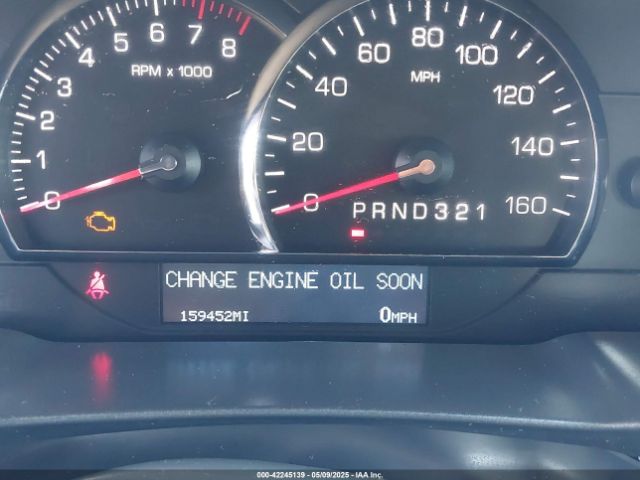 0 1 2 3 4 5 6 7 8
RPM x 1000
0 20 40 60 80 100 120 140 160
MPH
PRND321
CHANGE ENGINE OIL SOON
159452MI 0MPH
000-42245139 - 05/09/2025 - IAA, Inc.